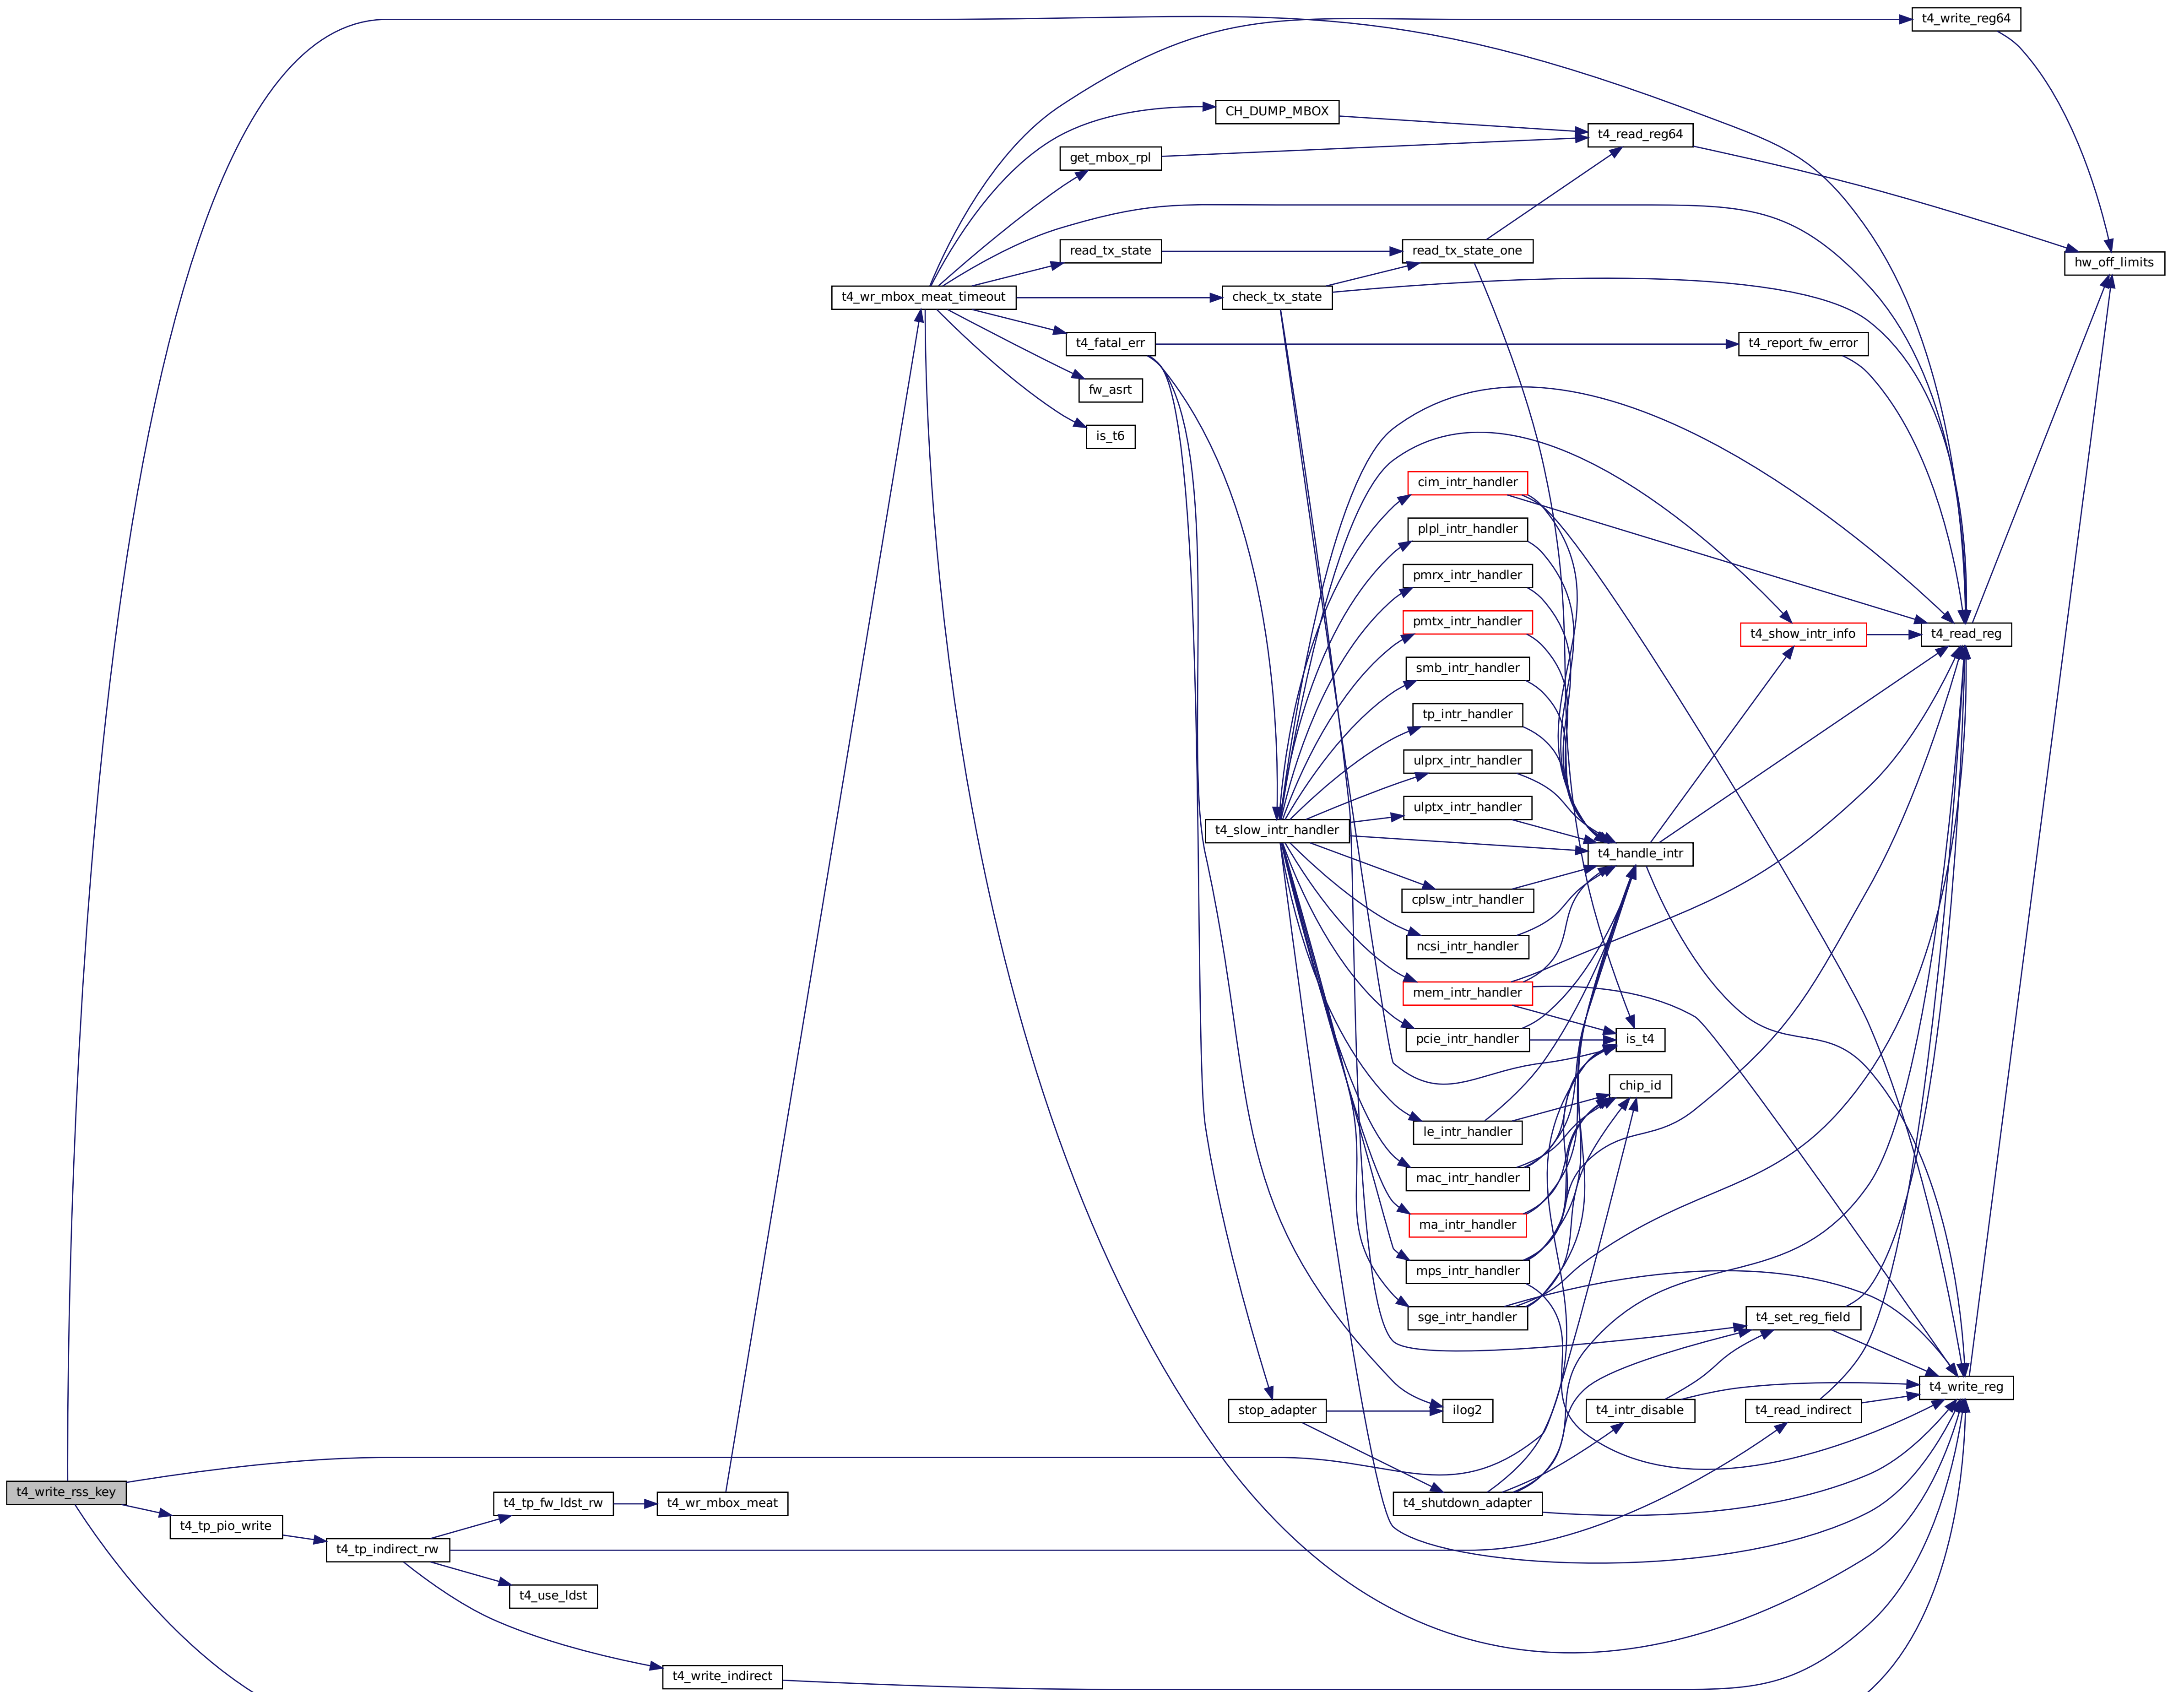 t4_write_reg64
CH_DUMP_MBOX
t4_read_reg64
get_mbox_rpl
read_tx_state
read_tx_state_one
hw_off_limits
t4_wr_mbox_meat_timeout
check_tx_state
t4_fatal_err
t4_report_fw_error
fw_asrt
is_t6
cim_intr_handler
plpl_intr_handler
pmrx_intr_handler
pmtx_intr_handler
t4_show_intr_info
t4_read_reg
smb_intr_handler
tp_intr_handler
ulprx_intr_handler
ulptx_intr_handler
t4_slow_intr_handler
t4_handle_intr
cplsw_intr_handler
ncsi_intr_handler
mem_intr_handler
pcie_intr_handler
is_t4
chip_id
le_intr_handler
mac_intr_handler
ma_intr_handler
mps_intr_handler
sge_intr_handler
t4_set_reg_field
t4_write_reg
stop_adapter
ilog2
t4_intr_disable
t4_read_indirect
t4_write_rss_key
t4_tp_fw_ldst_rw
t4_wr_mbox_meat
t4_shutdown_adapter
t4_tp_pio_write
t4_tp_indirect_rw
t4_use_ldst
t4_write_indirect